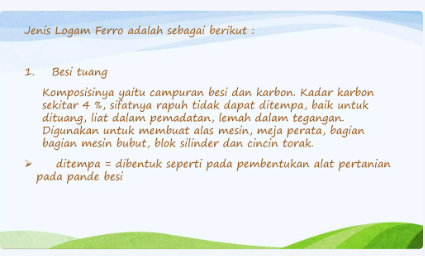 Jenis Logam Ferro adalah sebagai berikut :
1. Besi tuang
Komposisinya yaitu campuran besi dan karbon. Kadar karbon
sekitar 4 %, sifatnya rapuh tidak dapat ditempa, baik untuk
dituang, liat dalam pemadatan, lemah dalam tegangan.
Digunakan untuk membuat alas mesin, meja perata, bagian
bagian mesin bubut, blok silinder dan cincin torak.
➢ ditempa = dibentuk seperti pada pembentukan alat pertanian
pada pande besi